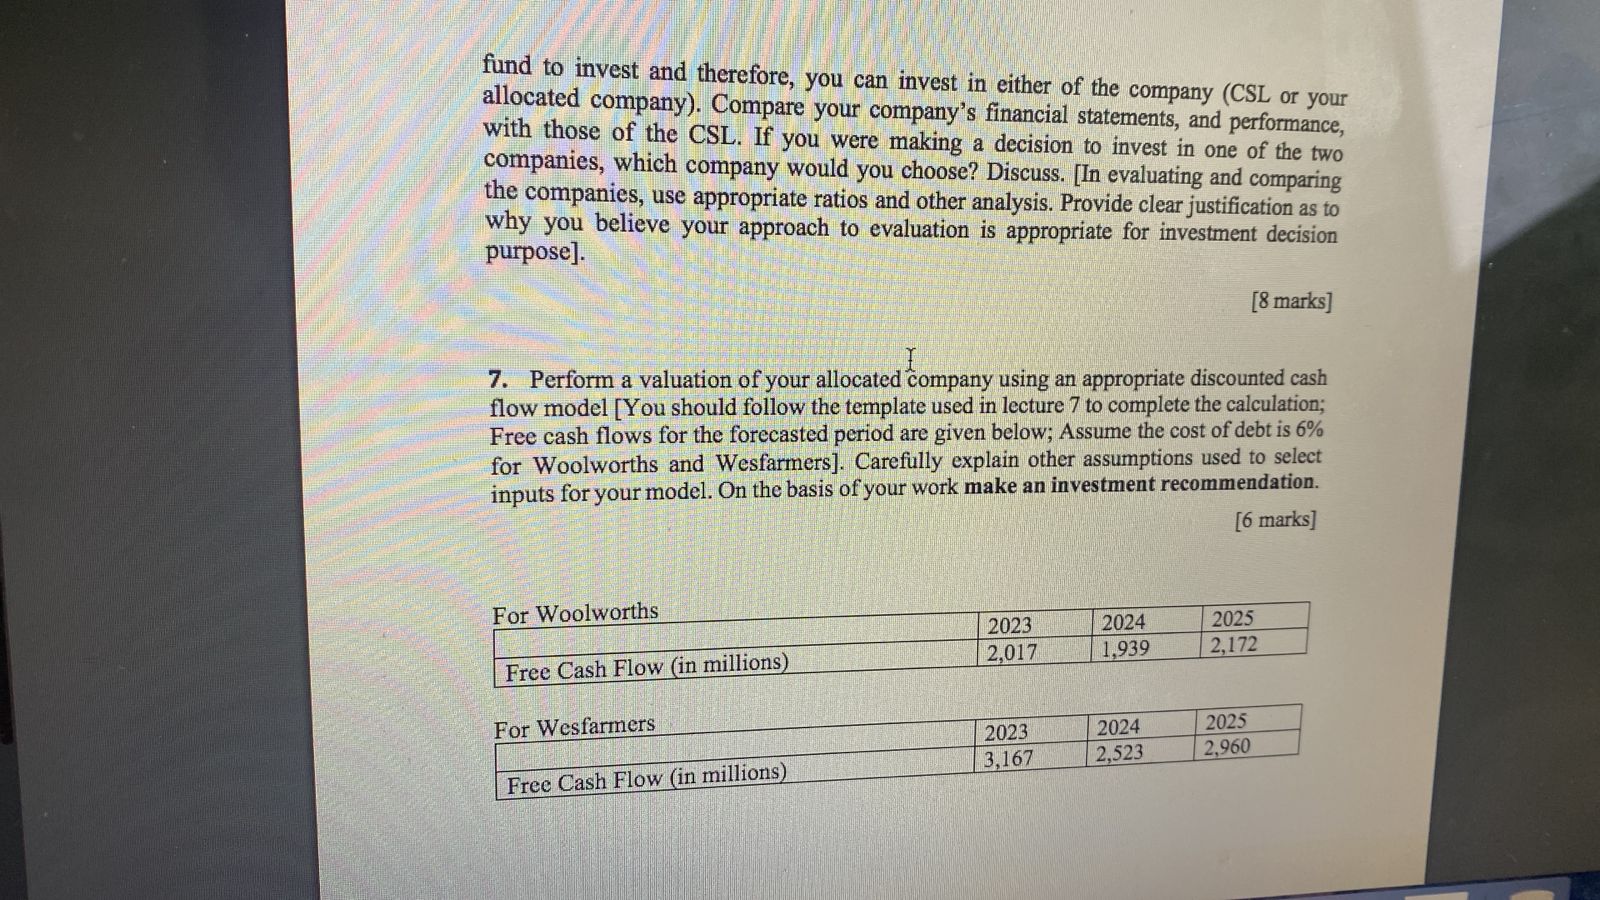 fund to invest and therefore, you can invest in either of the company (CSL or your
allocated company). Compare your company's financial statements, and performance,
with those of the CSL. If you were making a decision to invest in one of the two
companies, which company would you choose? Discuss. [In evaluating and comparing
the companies, use appropriate ratios and other analysis. Provide clear justification as to
why you believe your approach to evaluation is appropriate for investment decision
purpose].
[8 marks]
7. Perform a valuation of your allocated company using an appropriate discounted cash
flow model [You should follow the template used in lecture 7 to complete the calculation;
Free cash flows for the forecasted period are given below; Assume the cost of debt is 6%
for Woolworths and Wesfarmers]. Carefully explain other assumptions used to select
inputs for your model. On the basis of your work make an investment recommendation.
[6 marks]
For Woolworths
2023 2024 2025
Free Cash Flow (in millions) 2,017 1,939 2,172
For Wesfarmers
2023 2024 2025
Free Cash Flow (in millions) 3,167 2,523 2,960